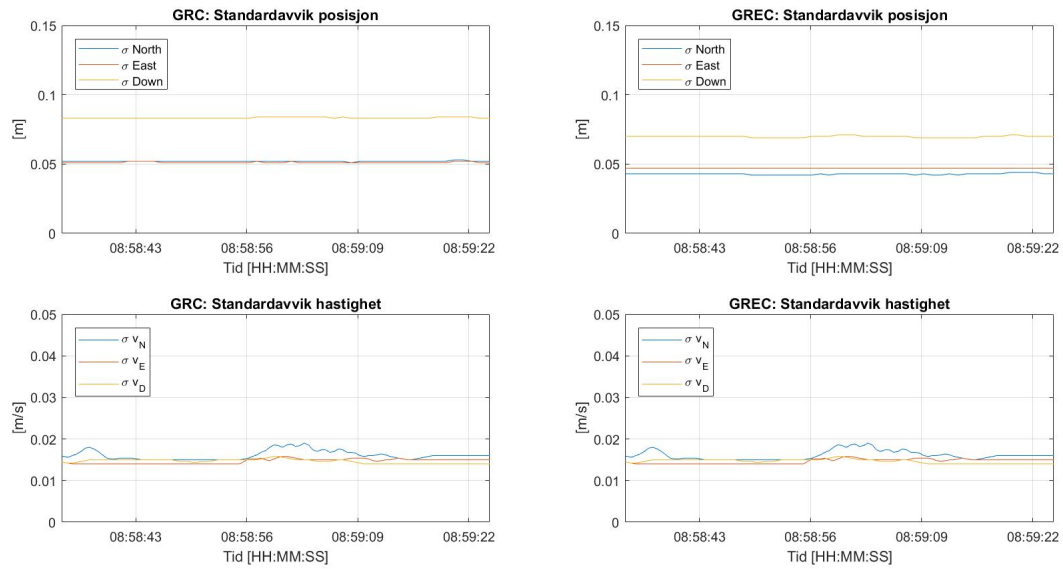 GRC: Standardavvik posisjon
0.15
σ North
σ East
σ Down
0.1
[m]
0.05
0
08:58:43
08:58:56
08:59:09
08:59:22
Tid [HH:MM:SS]
GREC: Standardavvik posisjon
0.15
σ North
σ East
σ Down
0.1
[m]
0.05
0
08:58:43
08:58:56
08:59:09
08:59:22
Tid [HH:MM:SS]
GRC: Standardavvik hastighet
0.05
σ v_N
σ v_E
σ v_D
0.04
0.03
[m/s]
0.02
0.01
0
08:58:43
08:58:56
08:59:09
08:59:22
Tid [HH:MM:SS]
GREC: Standardavvik hastighet
0.05
σ v_N
σ v_E
σ v_D
0.04
0.03
[m/s]
0.02
0.01
0
08:58:43
08:58:56
08:59:09
08:59:22
Tid [HH:MM:SS]